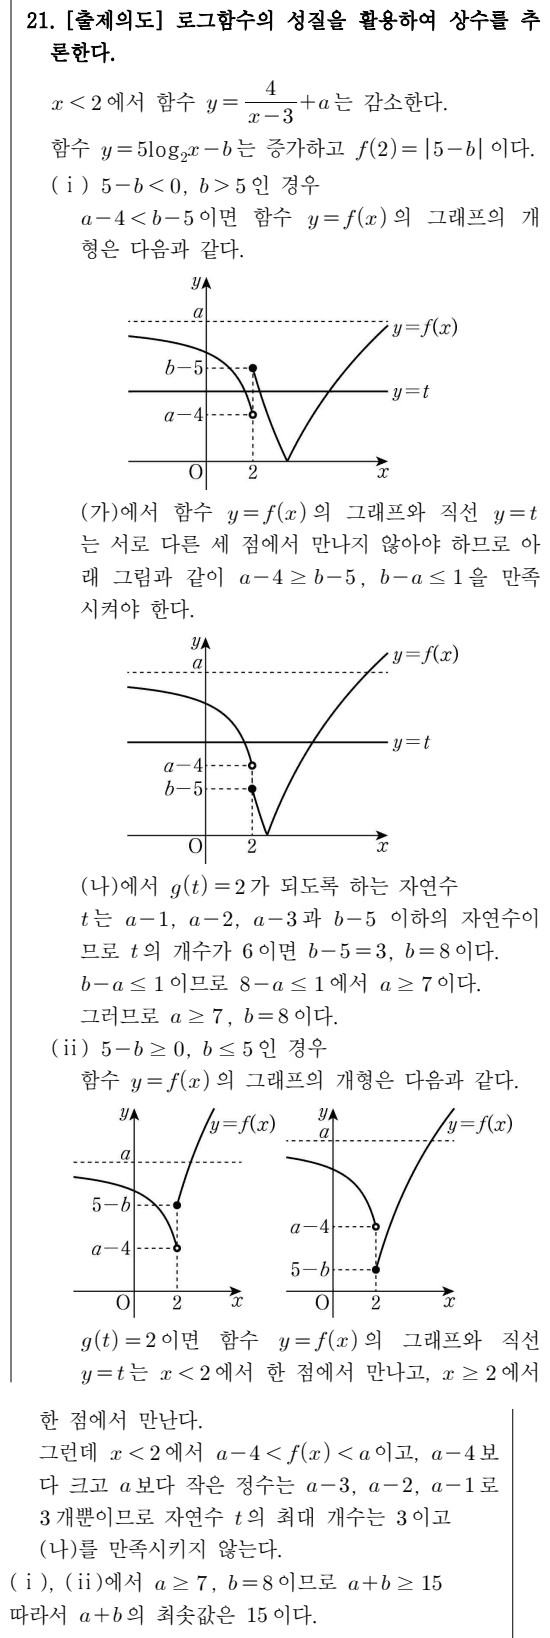 21. [출제의도] 로그함수의 성질을 활용하여 상수를 추
론한다.
x<2에서 함수 y=4/(x-3)+a는 감소한다.
함수 y=5log₂x-b는 증가하고 f(2)=|5-b|이다.
(ⅰ) 5-b<0, b>5인 경우
a-4<b-5이면 함수 y=f(x)의 그래프의 개
형은 다음과 같다.
y
a
y=f(x)
b-5
y=t
a-4
O 2 x
(가)에서 함수 y=f(x)의 그래프와 직선 y=t
는 서로 다른 세 점에서 만나지 않아야 하므로 아
래 그림과 같이 a-4≥b-5, b-a≤1을 만족
시켜야 한다.
y
a
y=f(x)
y=t
a-4
b-5
O 2 x
(나)에서 g(t)=2가 되도록 하는 자연수
t는 a-1, a-2, a-3과 b-5 이하의 자연수이
므로 t의 개수가 6이면 b-5=3, b=8이다.
b-a≤1이므로 8-a≤1에서 a≥7이다.
그러므로 a≥7, b=8이다.
(ⅱ) 5-b≥0, b≤5인 경우
함수 y=f(x)의 그래프의 개형은 다음과 같다.
y
y=f(x)
a
5-b
a-4
O 2 x
y
a
y=f(x)
a-4
5-b
O 2 x
g(t)=2이면 함수 y=f(x)의 그래프와 직선
y=t는 x<2에서 한 점에서 만나고, x≥2에서
한 점에서 만난다.
그런데 x<2에서 a-4<f(x)<a이고, a-4보
다 크고 a보다 작은 정수는 a-3, a-2, a-1로
3개뿐이므로 자연수 t의 최대 개수는 3이고
(나)를 만족시키지 않는다.
(ⅰ), (ⅱ)에서 a≥7, b=8이므로 a+b≥15
따라서 a+b의 최솟값은 15이다.